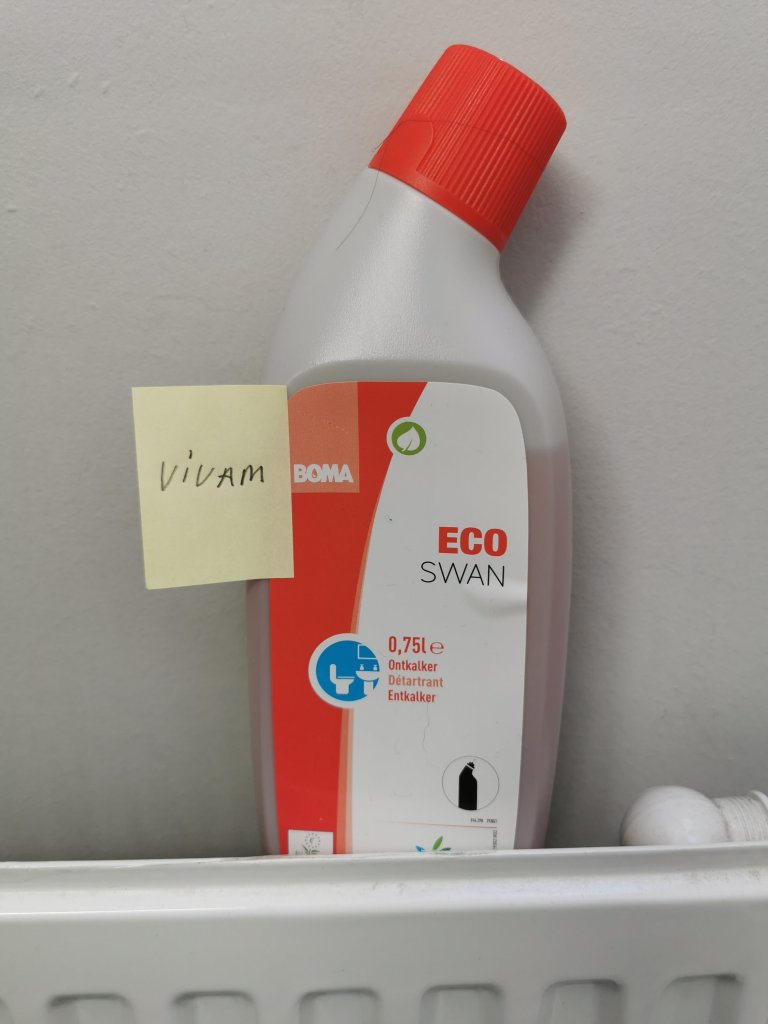 VIVAM
BOMA
ECO
SWAN
0,75l e
Ontkalker
Détartrant
Entkalker